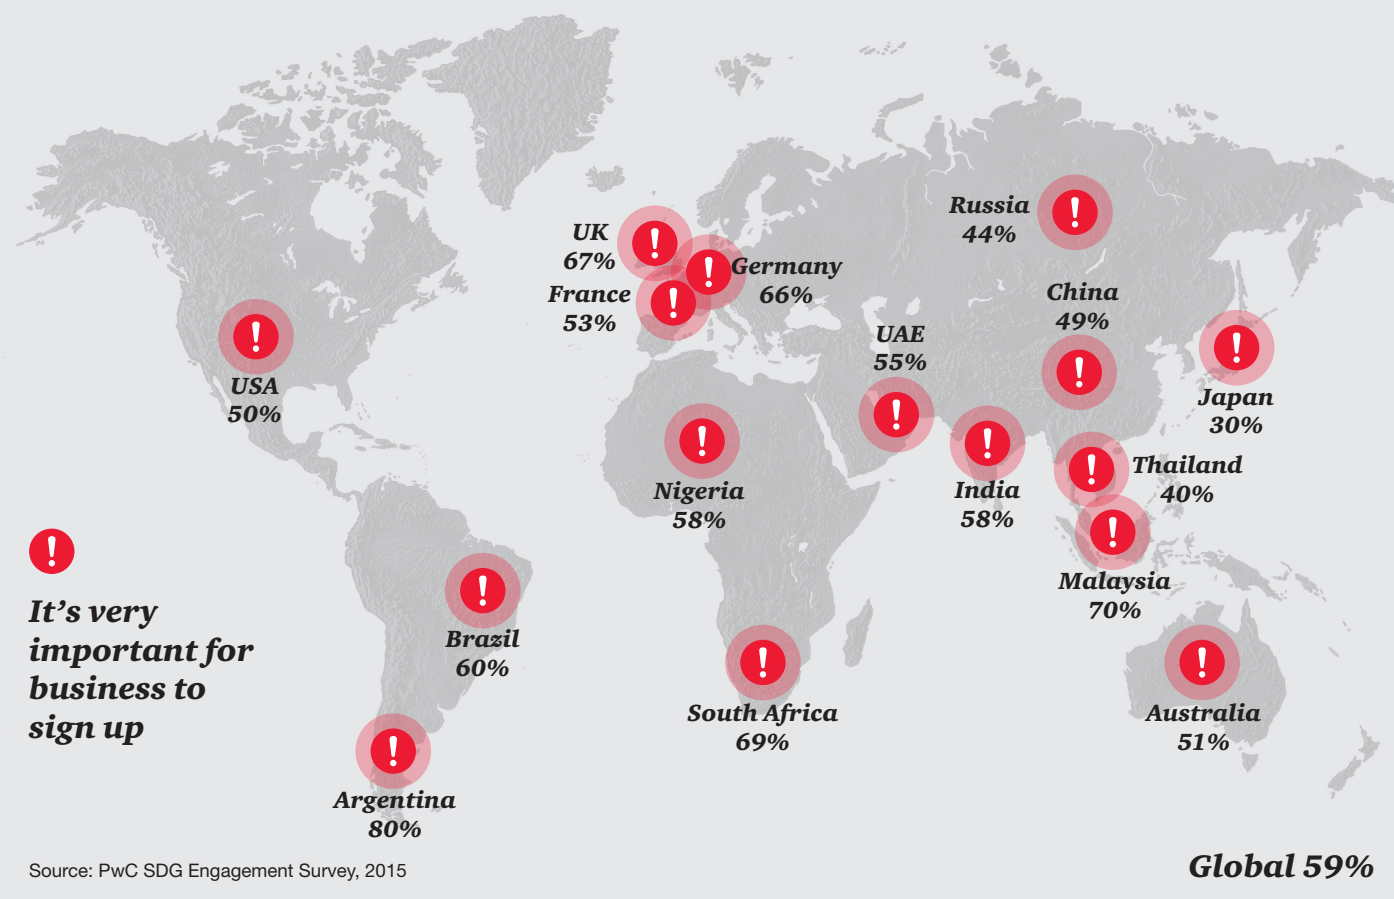 Russia
44%
UK
67%
Germany
66%
France
53%
China
49%
UAE
55%
USA
50%
Japan
30%
Thailand
40%
Nigeria
58%
India
58%
Malaysia
70%
It’s very
important for
business to
sign up
Brazil
60%
South Africa
69%
Australia
51%
Argentina
80%
Source: PwC SDG Engagement Survey, 2015
Global 59%